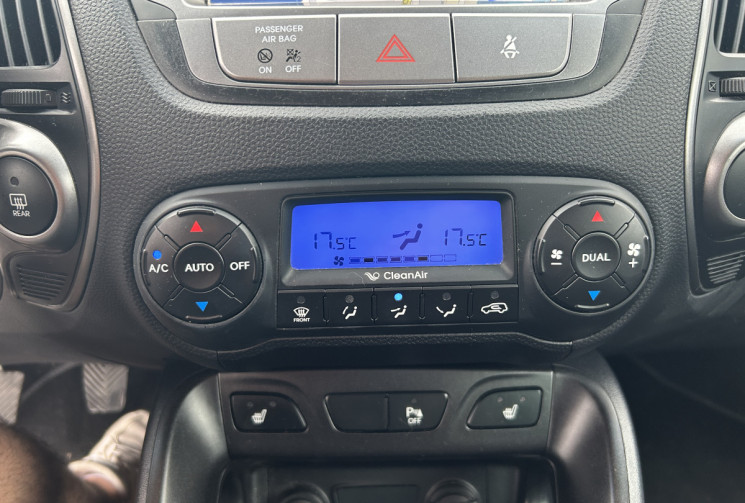 PASSENGER
AIR BAG
ON OFF
REAR
A/C AUTO OFF
17.5°C 17.5°C
CleanAir
DUAL
- +
FRONT
P
OFF